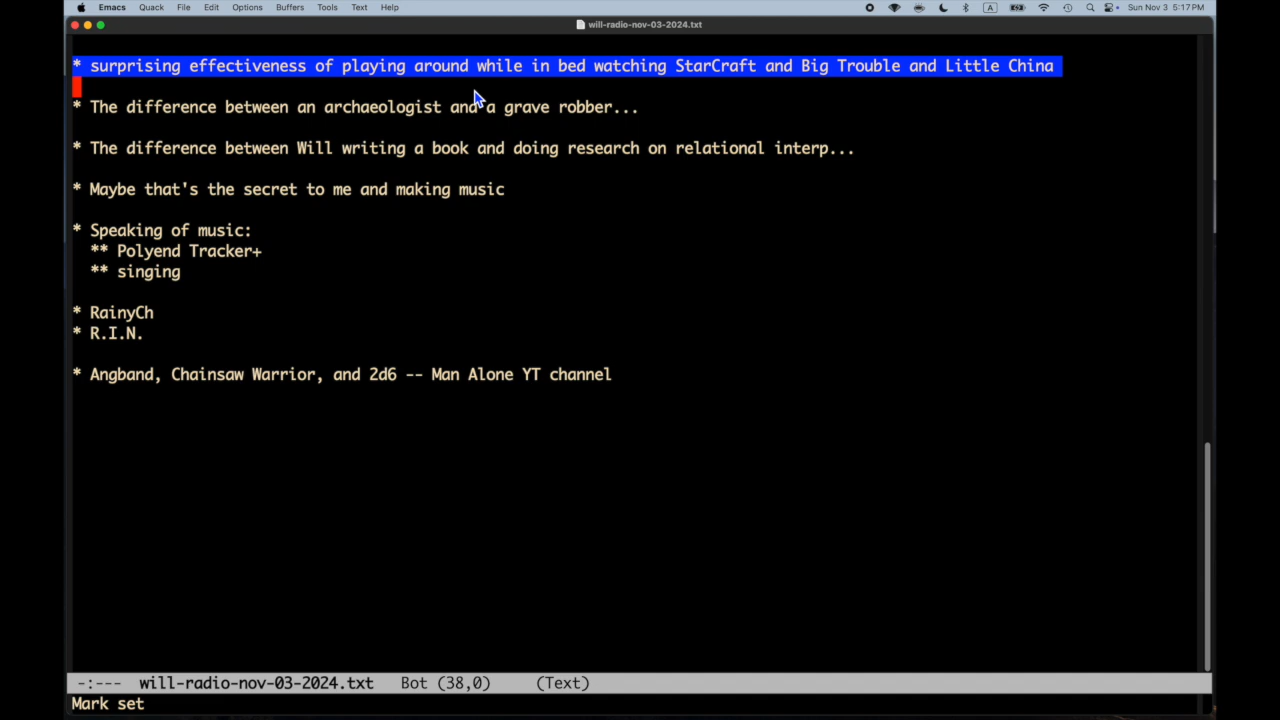 Emacs Quack File Edit Options Buffers Tools Text Help A Sun Nov 3 5:17 PM
will-radio-nov-03-2024.txt
* surprising effectiveness of playing around while in bed watching StarCraft and Big Trouble and Little China
* The difference between an archaeologist and a grave robber...
* The difference between Will writing a book and doing research on relational interp...
* Maybe that's the secret to me and making music
* Speaking of music:
** Polyend Tracker+
** singing
* RainyCh
* R.I.N.
* Angband, Chainsaw Warrior, and 2d6 -- Man Alone YT channel
-:--- will-radio-nov-03-2024.txt Bot (38,0) (Text)
Mark set